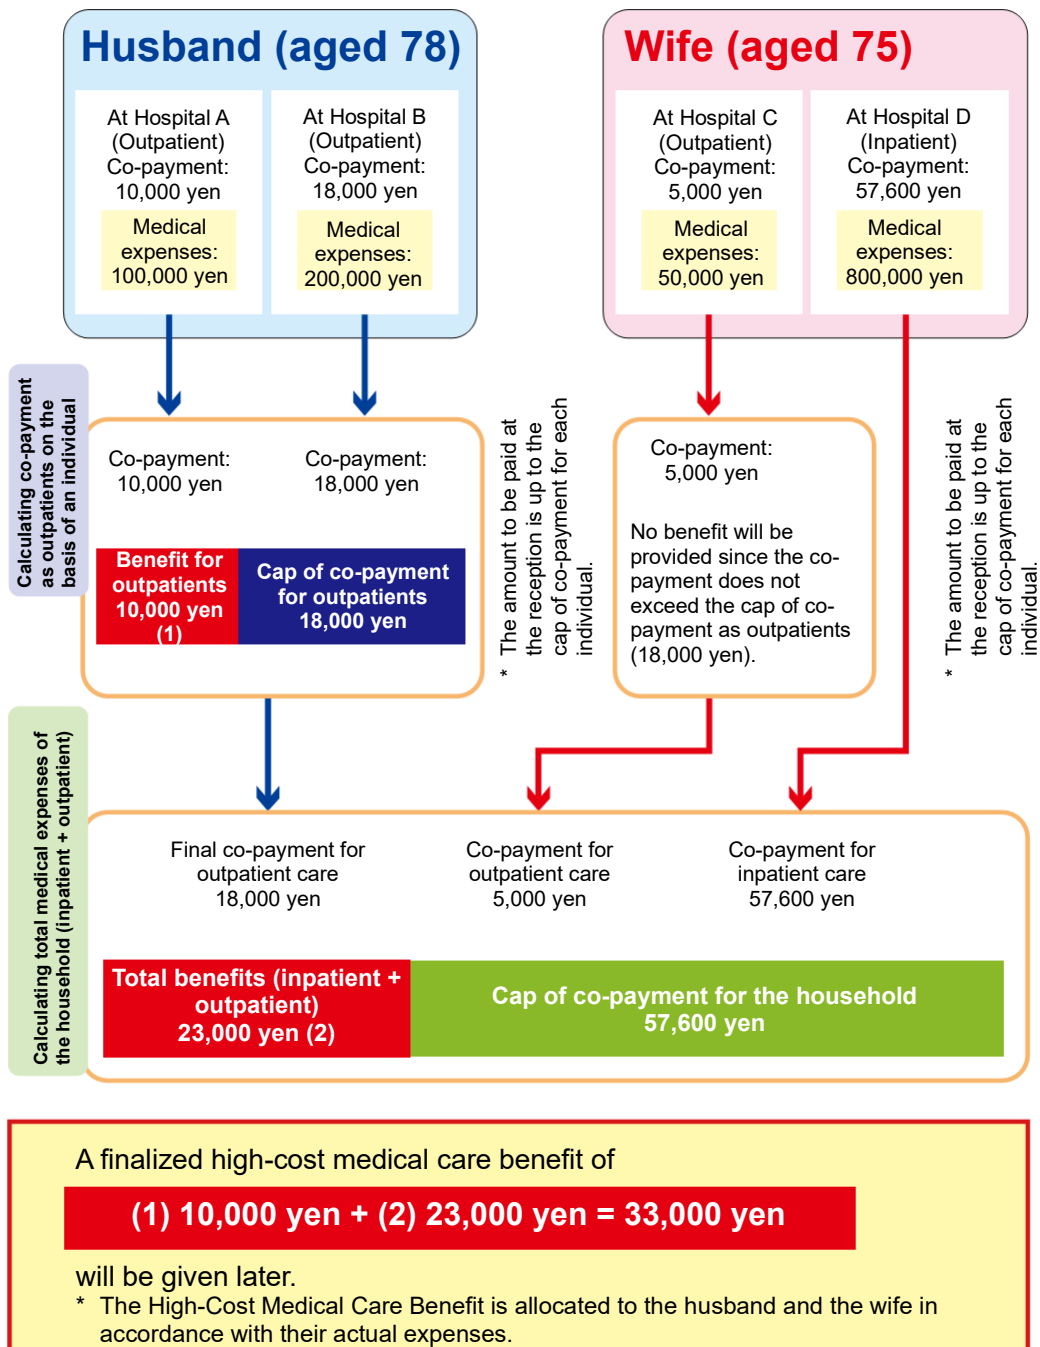 Husband (aged 78)
At Hospital A
(Outpatient)
Co-payment:
10,000 yen
Medical
expenses:
100,000 yen
At Hospital B
(Outpatient)
Co-payment:
18,000 yen
Medical
expenses:
200,000 yen
Wife (aged 75)
At Hospital C
(Outpatient)
Co-payment:
5,000 yen
Medical
expenses:
50,000 yen
At Hospital D
(Inpatient)
Co-payment:
57,600 yen
Medical
expenses:
800,000 yen
Calculating co-payment
as outpatients on the
basis of an individual
Co-payment:
10,000 yen
Co-payment:
18,000 yen
Benefit for
outpatients
10,000 yen
(1)
Cap of co-payment
for outpatients
18,000 yen
* The amount to be paid at
the reception is up to the
cap of co-payment for each
individual.
Co-payment:
5,000 yen
No benefit will be
provided since the co-
payment does not
exceed the cap of co-
payment as outpatients
(18,000 yen).
* The amount to be paid at
the reception is up to the
cap of co-payment for each
individual.
Calculating total medical expenses of
the household (inpatient + outpatient)
Final co-payment for
outpatient care
18,000 yen
Co-payment for
outpatient care
5,000 yen
Co-payment for
inpatient care
57,600 yen
Total benefits (inpatient +
outpatient)
23,000 yen (2)
Cap of co-payment for the household
57,600 yen
A finalized high-cost medical care benefit of
(1) 10,000 yen + (2) 23,000 yen = 33,000 yen
will be given later.
* The High-Cost Medical Care Benefit is allocated to the husband and the wife in
accordance with their actual expenses.